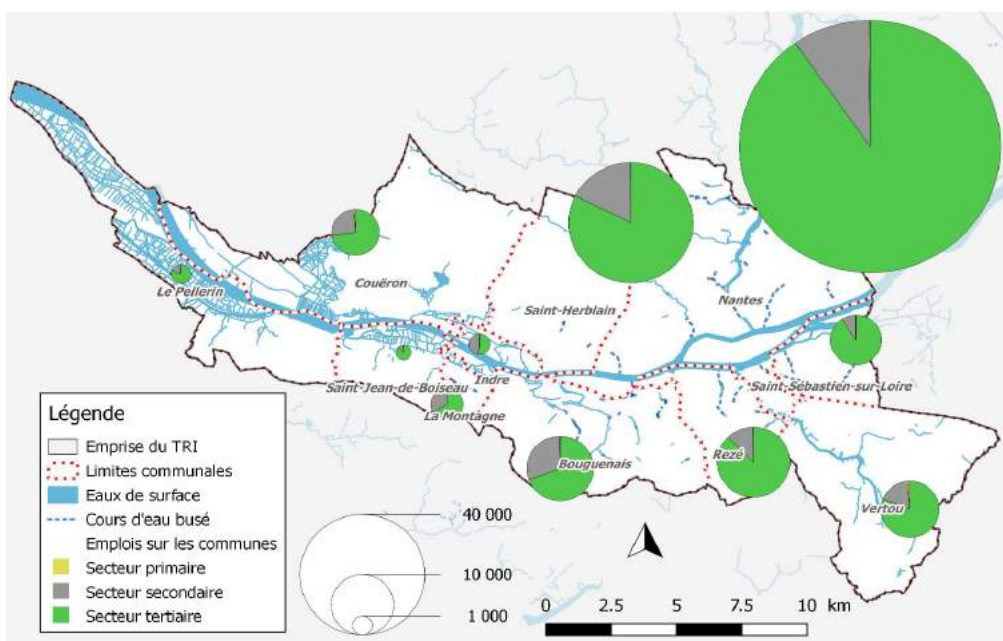 Le Pellerin
Couëron
Saint-Herblain
Nantes
Saint-Jean-de-Boiseau
Indre
La Montagne
Saint-Sébastien-sur-Loire
Bouguenais
Rezé
Vertou
Légende
Emprise du TRI
Limites communales
Eaux de surface
Cours d'eau busé
Emplois sur les communes
Secteur primaire
Secteur secondaire
Secteur tertiaire
40 000
10 000
1 000
0 2.5 5 7.5 10 km